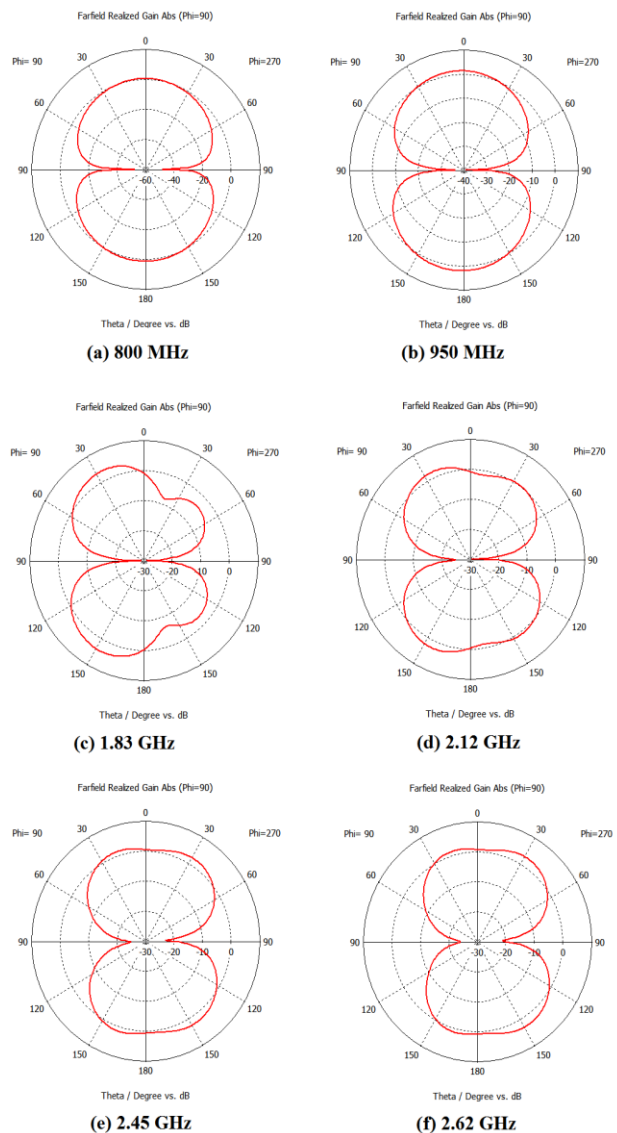 Farfield Realized Gain Abs (Phi=90)
0
Phi= 90 30 30 Phi=270
60 60
90 -60 -40 -20 0 90
120 120
150 150
180
Theta / Degree vs. dB
(a) 800 MHz
Farfield Realized Gain Abs (Phi=90)
0
Phi= 90 30 30 Phi=270
60 60
90 -40 -30 -20 -10 0 90
120 120
150 150
180
Theta / Degree vs. dB
(b) 950 MHz
Farfield Realized Gain Abs (Phi=90)
0
Phi= 90 30 30 Phi=270
60 60
90 -30 -20 -10 0 90
120 120
150 150
180
Theta / Degree vs. dB
(c) 1.83 GHz
Farfield Realized Gain Abs (Phi=90)
0
Phi= 90 30 30 Phi=270
60 60
90 -30 -20 -10 0 90
120 120
150 150
180
Theta / Degree vs. dB
(d) 2.12 GHz
Farfield Realized Gain Abs (Phi=90)
0
Phi= 90 30 30 Phi=270
60 60
90 -30 -20 -10 0 90
120 120
150 150
180
Theta / Degree vs. dB
(e) 2.45 GHz
Farfield Realized Gain Abs (Phi=90)
0
Phi= 90 30 30 Phi=270
60 60
90 -30 -20 -10 0 90
120 120
150 150
180
Theta / Degree vs. dB
(f) 2.62 GHz